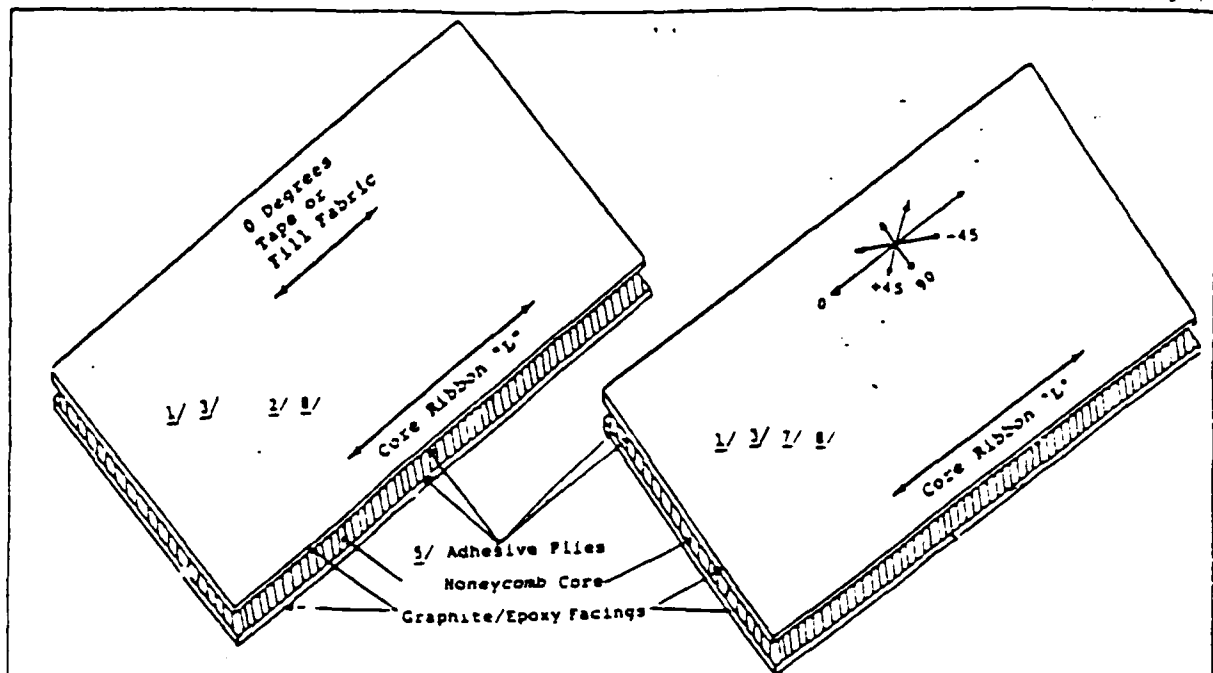 0 Degrees
Tape or
Fill Fabric
1/ 3/ 2/ 8/
Core Ribbon "L"
-45
+45
90
0
1/ 3/ 7/ 8/
Core Ribbon "L"
5/ Adhesive Plies
Honeycomb Core
Graphite/Epoxy Facings